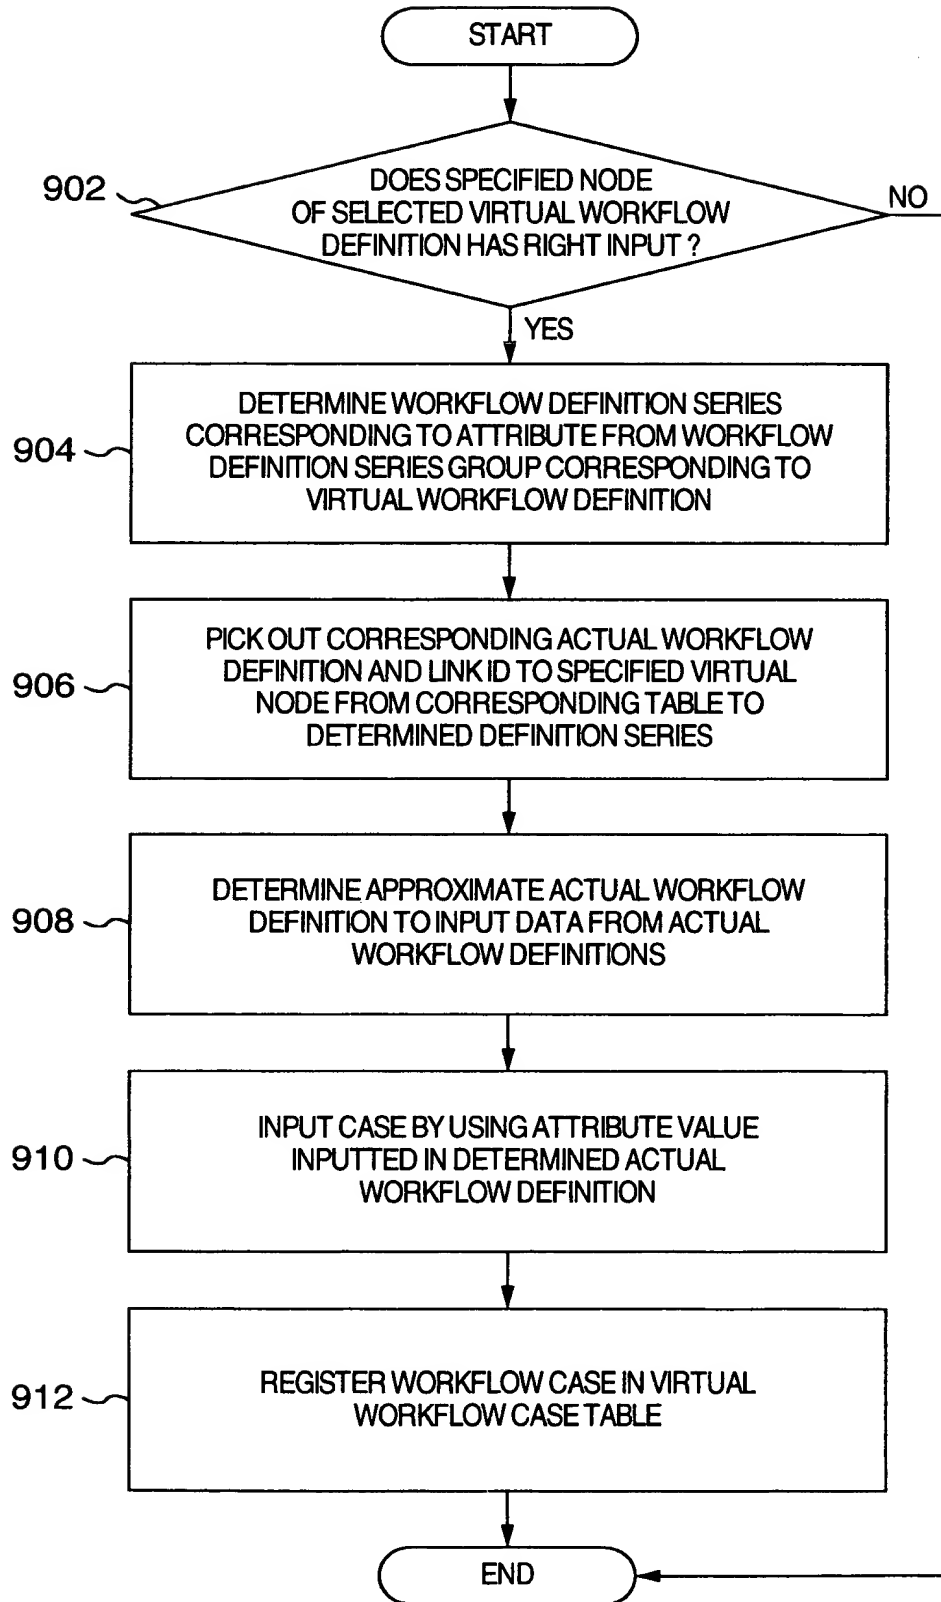 START
902
DOES SPECIFIED NODE
OF SELECTED VIRTUAL WORKFLOW
DEFINITION HAS RIGHT INPUT ?
NO
YES
904
DETERMINE WORKFLOW DEFINITION SERIES
CORRESPONDING TO ATTRIBUTE FROM WORKFLOW
DEFINITION SERIES GROUP CORRESPONDING TO
VIRTUAL WORKFLOW DEFINITION
906
PICK OUT CORRESPONDING ACTUAL WORKFLOW
DEFINITION AND LINK ID TO SPECIFIED VIRTUAL
NODE FROM CORRESPONDING TABLE TO
DETERMINED DEFINITION SERIES
908
DETERMINE APPROXIMATE ACTUAL WORKFLOW
DEFINITION TO INPUT DATA FROM ACTUAL
WORKFLOW DEFINITIONS
910
INPUT CASE BY USING ATTRIBUTE VALUE
INPUTTED IN DETERMINED ACTUAL
WORKFLOW DEFINITION
912
REGISTER WORKFLOW CASE IN VIRTUAL
WORKFLOW CASE TABLE
END